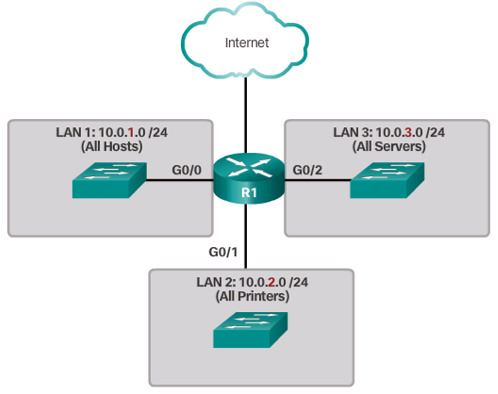 Internet
LAN 1: 10.0.1.0 /24
(All Hosts)
LAN 3: 10.0.3.0 /24
(All Servers)
G0/0
G0/2
R1
G0/1
LAN 2: 10.0.2.0 /24
(All Printers)